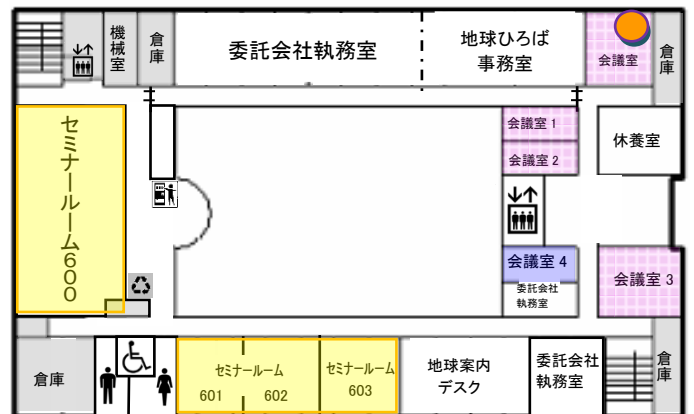 機械室
倉庫
委託会社執務室
地球ひろば
事務室
会議室
倉庫
セミナールーム600
会議室 1
会議室 2
休養室
会議室 4
委託会社
執務室
会議室 3
倉庫
セミナールーム
601
602
セミナールーム
603
地球案内
デスク
委託会社
執務室
倉庫